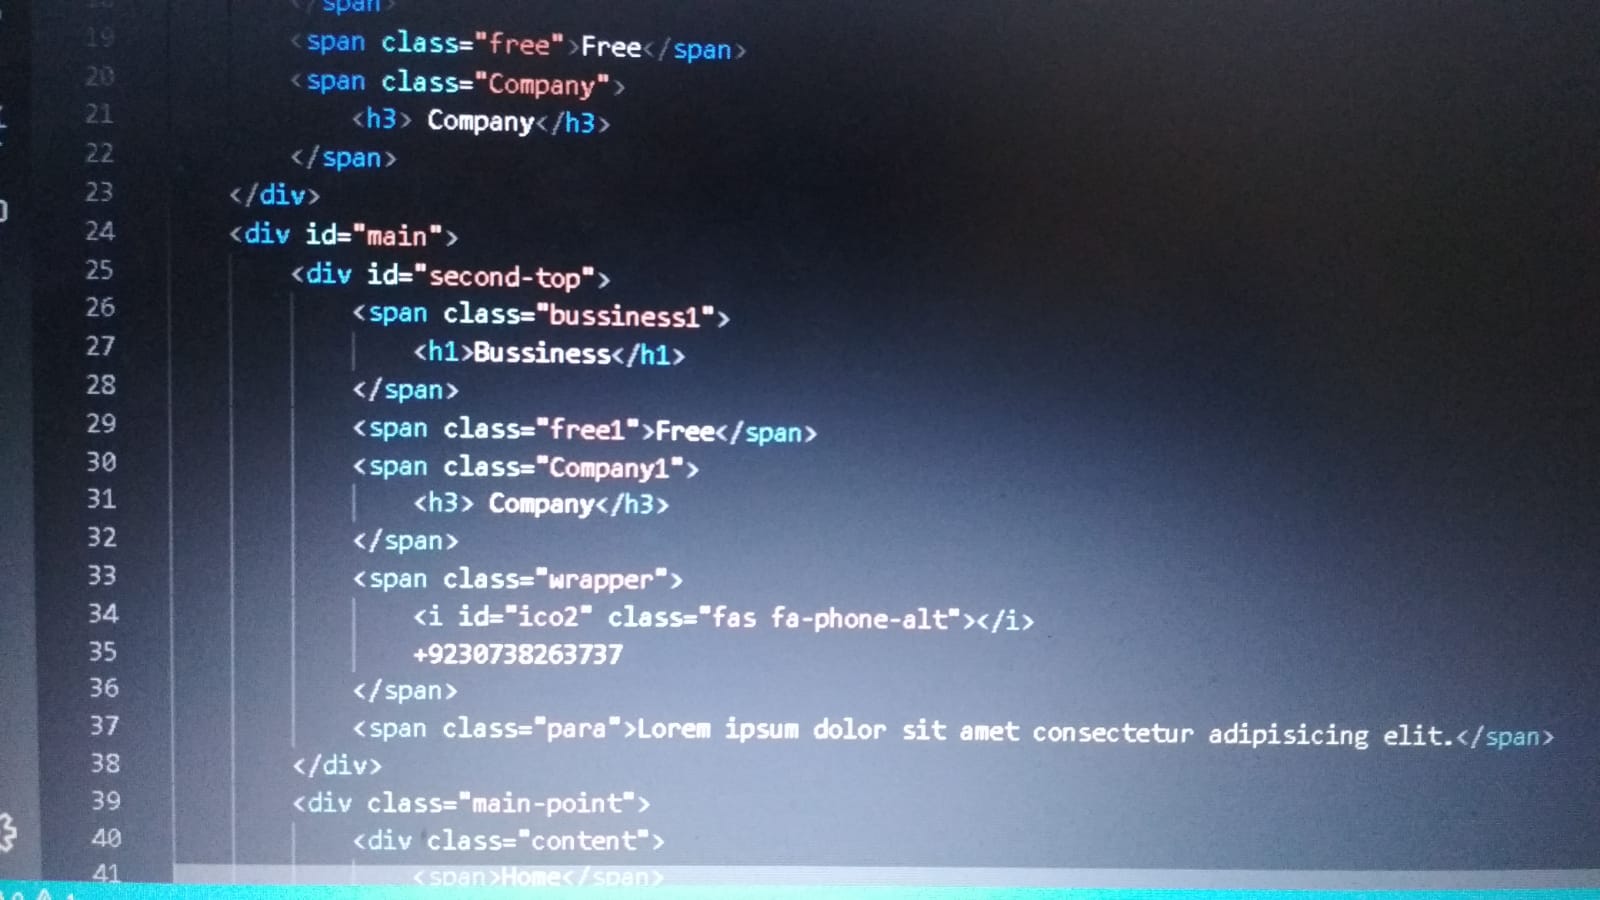 </span>
19 <span class="free">Free</span>
20 <span class="Company">
21 <h3> Company</h3>
22 </span>
23 </div>
24 <div id="main">
25 <div id="second-top">
26 <span class="bussiness1">
27 <h1>Bussiness</h1>
28 </span>
29 <span class="free1">Free</span>
30 <span class="Company1">
31 <h3> Company</h3>
32 </span>
33 <span class="wrapper">
34 <i id="ico2" class="fas fa-phone-alt"></i>
35 +9230738263737
36 </span>
37 <span class="para">Lorem ipsum dolor sit amet consectetur adipisicing elit.</span>
38 </div>
39 <div class="main-point">
40 <div class="content">
41 <span>Home</span>